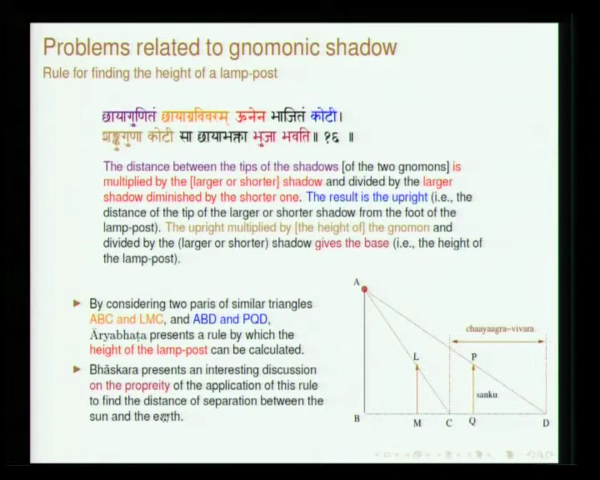 Problems related to gnomonic shadow
Rule for finding the height of a lamp-post
छायागुणितं छायाग्रविवरम् ऊनेन भाजितं कोटी।
शङ्कुगुणा कोटी सा छायाभक्ता भुजा भवति॥ १६ ॥
The distance between the tips of the shadows [of the two gnomons] is
multiplied by the [larger or shorter] shadow and divided by the larger
shadow diminished by the shorter one. The result is the upright (i.e., the
distance of the tip of the larger or shorter shadow from the foot of the
lamp-post). The upright multiplied by [the height of] the gnomon and
divided by the (larger or shorter) shadow gives the base (i.e., the height of
the lamp-post).
By considering two paris of similar triangles
ABC and LMC, and ABD and PQD,
Āryabhaṭa presents a rule by which the
height of the lamp-post can be calculated.
Bhāskara presents an interesting discussion
on the propreity of the application of this rule
to find the distance of separation between the
sun and the earth.
A
chaayaagra-vivara
L P
sanku
B M C Q D